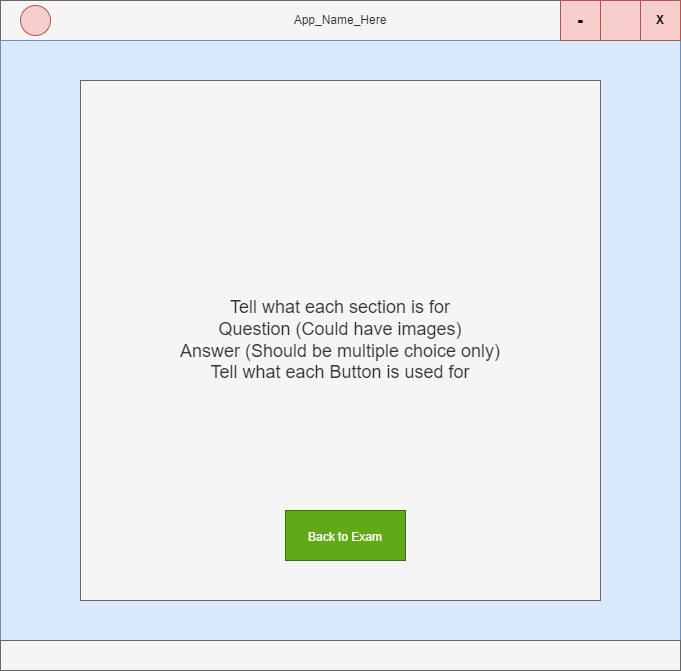 App_Name_Here
-
X
Tell what each section is for
Question (Could have images)
Answer (Should be multiple choice only)
Tell what each Button is used for
Back to Exam